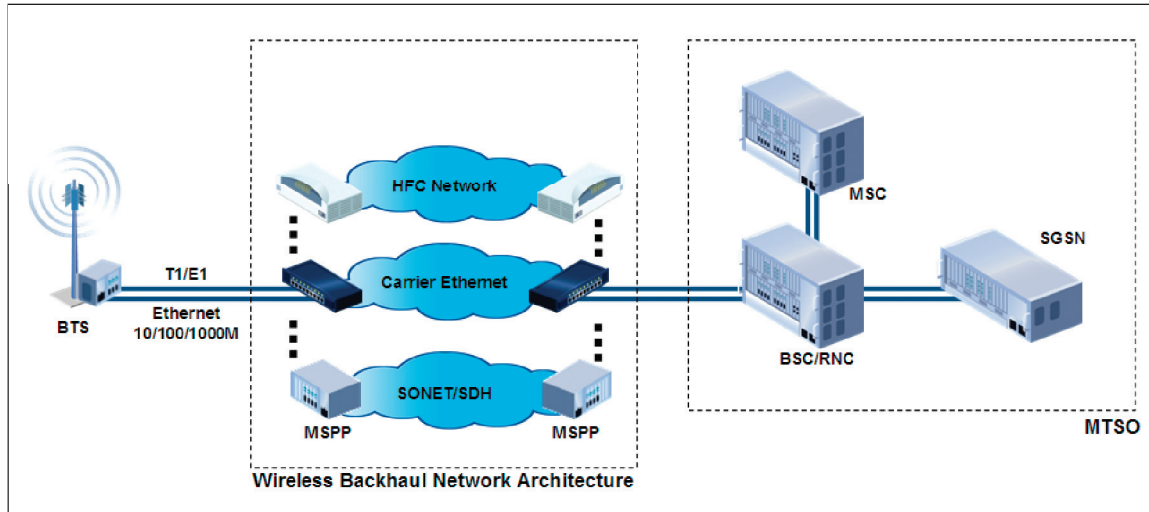 HFC Network
MSC
SGSN
T1/E1
Carrier Ethernet
BTS
Ethernet
10/100/1000M
BSC/RNC
SONET/SDH
MSPP
MSPP
MTSO
Wireless Backhaul Network Architecture